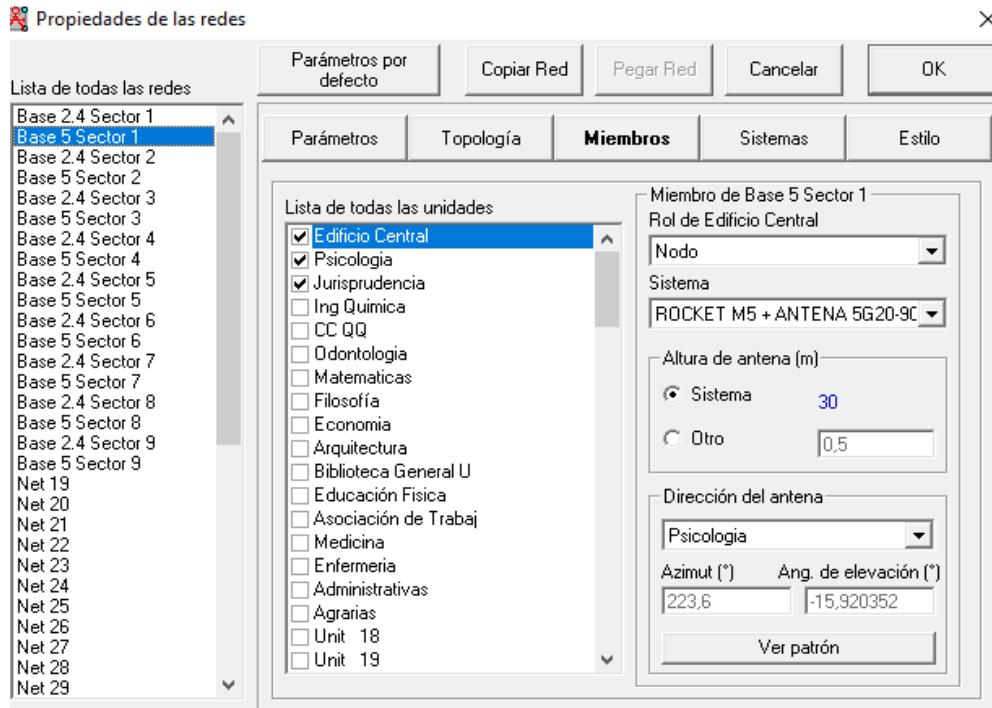 Propiedades de las redes
Lista de todas las redes
Base 2.4 Sector 1
Base 5 Sector 1
Base 2.4 Sector 2
Base 5 Sector 2
Base 2.4 Sector 3
Base 5 Sector 3
Base 2.4 Sector 4
Base 5 Sector 4
Base 2.4 Sector 5
Base 5 Sector 5
Base 2.4 Sector 6
Base 5 Sector 6
Base 2.4 Sector 7
Base 5 Sector 7
Base 2.4 Sector 8
Base 5 Sector 8
Base 2.4 Sector 9
Base 5 Sector 9
Net 19
Net 20
Net 21
Net 22
Net 23
Net 24
Net 25
Net 26
Net 27
Net 28
Net 29
Parámetros por
defecto
Copiar Red
Pegar Red
Cancelar
OK
Parámetros
Topología
Miembros
Sistemas
Estilo
Lista de todas las unidades
Edificio Central
Psicologia
Jurisprudencia
Ing Quimica
CC QQ
Odontologia
Matematicas
Filosofía
Economia
Arquitectura
Biblioteca General U
Educación Fisica
Asociación de Trabaj
Medicina
Enfermeria
Administrativas
Agrarias
Unit 18
Unit 19
Miembro de Base 5 Sector 1
Rol de Edificio Central
Nodo
Sistema
ROCKET M5 + ANTENA 5G20-90
Altura de antena (m)
Sistema 30
Otro 0,5
Dirección del antena
Psicologia
Azimut (°) Ang. de elevación (°)
223,6 -15,920352
Ver patrón